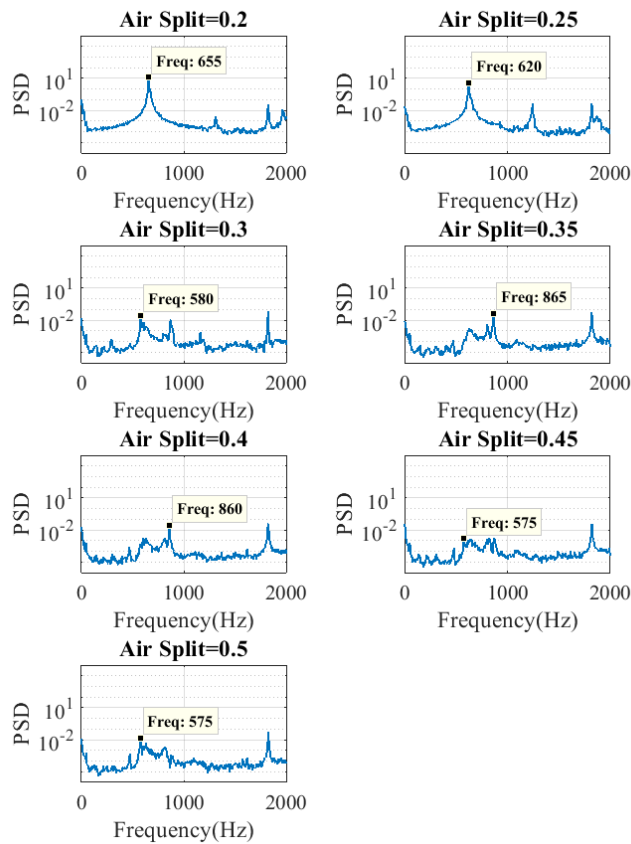 Air Split=0.2
Freq: 655
PSD
10^1
10^-2
0 1000 2000
Frequency(Hz)
Air Split=0.25
Freq: 620
PSD
10^1
10^-2
0 1000 2000
Frequency(Hz)
Air Split=0.3
Freq: 580
PSD
10^1
10^-2
0 1000 2000
Frequency(Hz)
Air Split=0.35
Freq: 865
PSD
10^1
10^-2
0 1000 2000
Frequency(Hz)
Air Split=0.4
Freq: 860
PSD
10^1
10^-2
0 1000 2000
Frequency(Hz)
Air Split=0.45
Freq: 575
PSD
10^1
10^-2
0 1000 2000
Frequency(Hz)
Air Split=0.5
Freq: 575
PSD
10^1
10^-2
0 1000 2000
Frequency(Hz)